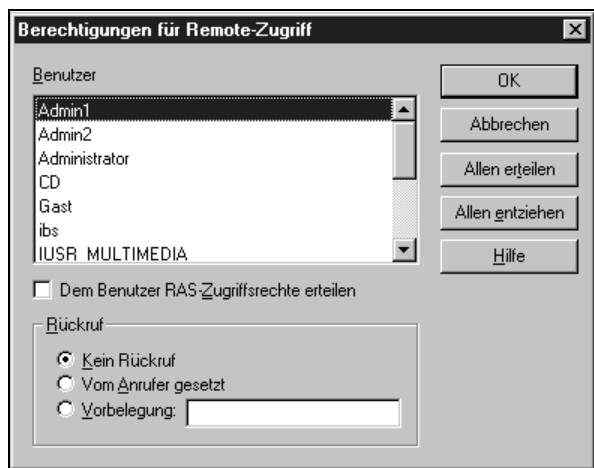 Berechtigungen für Remote-Zugriff
Benutzer
Admin1
Admin2
Administrator
CD
Gast
ibs
IUSR_MULTIMEDIA
OK
Abbrechen
Allen erteilen
Allen entziehen
Hilfe
Dem Benutzer RAS-Zugriffsrechte erteilen
Rückruf
Kein Rückruf
Vom Anrufer gesetzt
Vorbelegung: